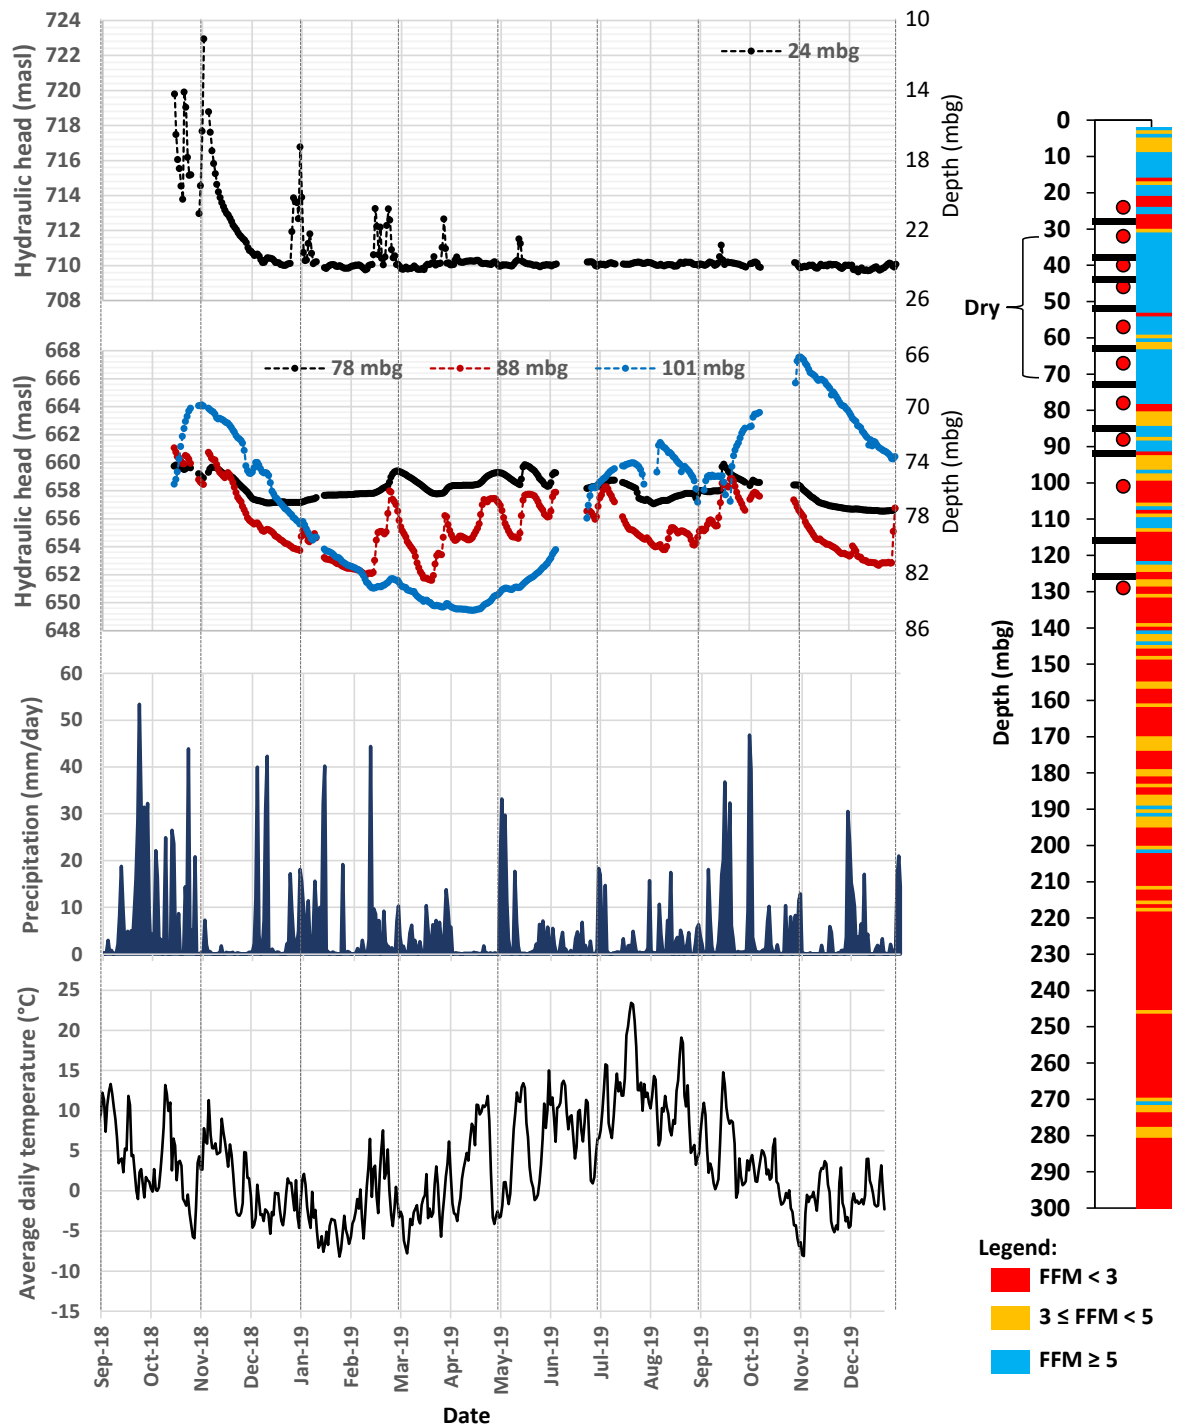 Hydraulic head (masl)
724
722
720
718
716
714
712
710
708
24 mbg
10
14
18
22
26
Depth (mbg)
Hydraulic head (masl)
668
666
664
662
660
658
656
654
652
650
648
78 mbg
88 mbg
101 mbg
66
70
74
78
82
86
Depth (mbg)
Precipitation (mm/day)
60
50
40
30
20
10
0
Average daily temperature (°C)
25
20
15
10
5
0
-5
-10
-15
Sep-18
Oct-18
Nov-18
Dec-18
Jan-19
Feb-19
Mar-19
Apr-19
May-19
Jun-19
Jul-19
Aug-19
Sep-19
Oct-19
Nov-19
Dec-19
Date
Dry
Depth (mbg)
0
10
20
30
40
50
60
70
80
90
100
110
120
130
140
150
160
170
180
190
200
210
220
230
240
250
260
270
280
290
300
Legend:
FFM < 3
3 ≤ FFM < 5
FFM ≥ 5